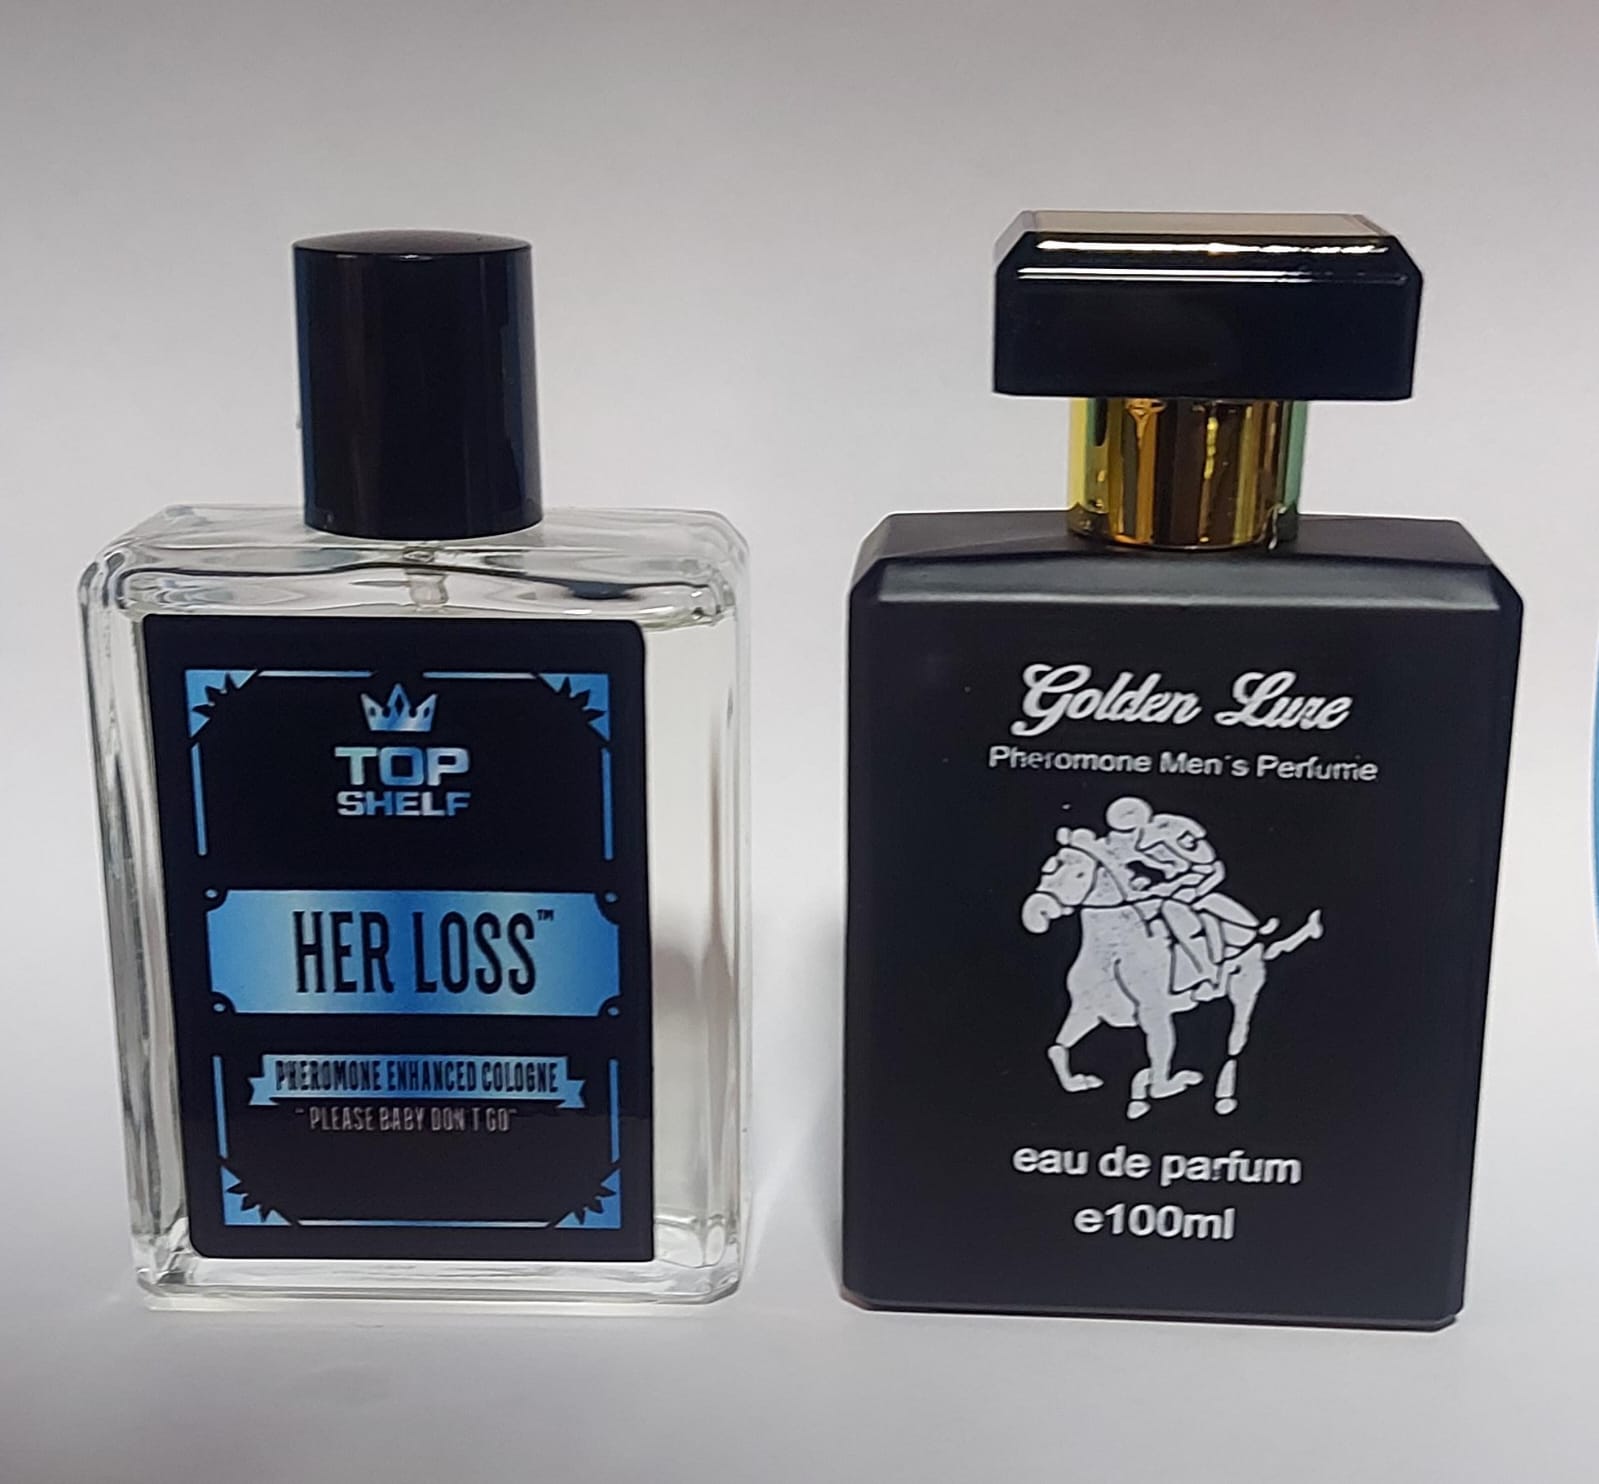 TOP
SHELF
HER LOSS™
PHEROMONE ENHANCED COLOGNE
"PLEASE BABY DON'T GO"
Golden Lure
Pheromone Men's Perfume
eau de parfum
e100ml